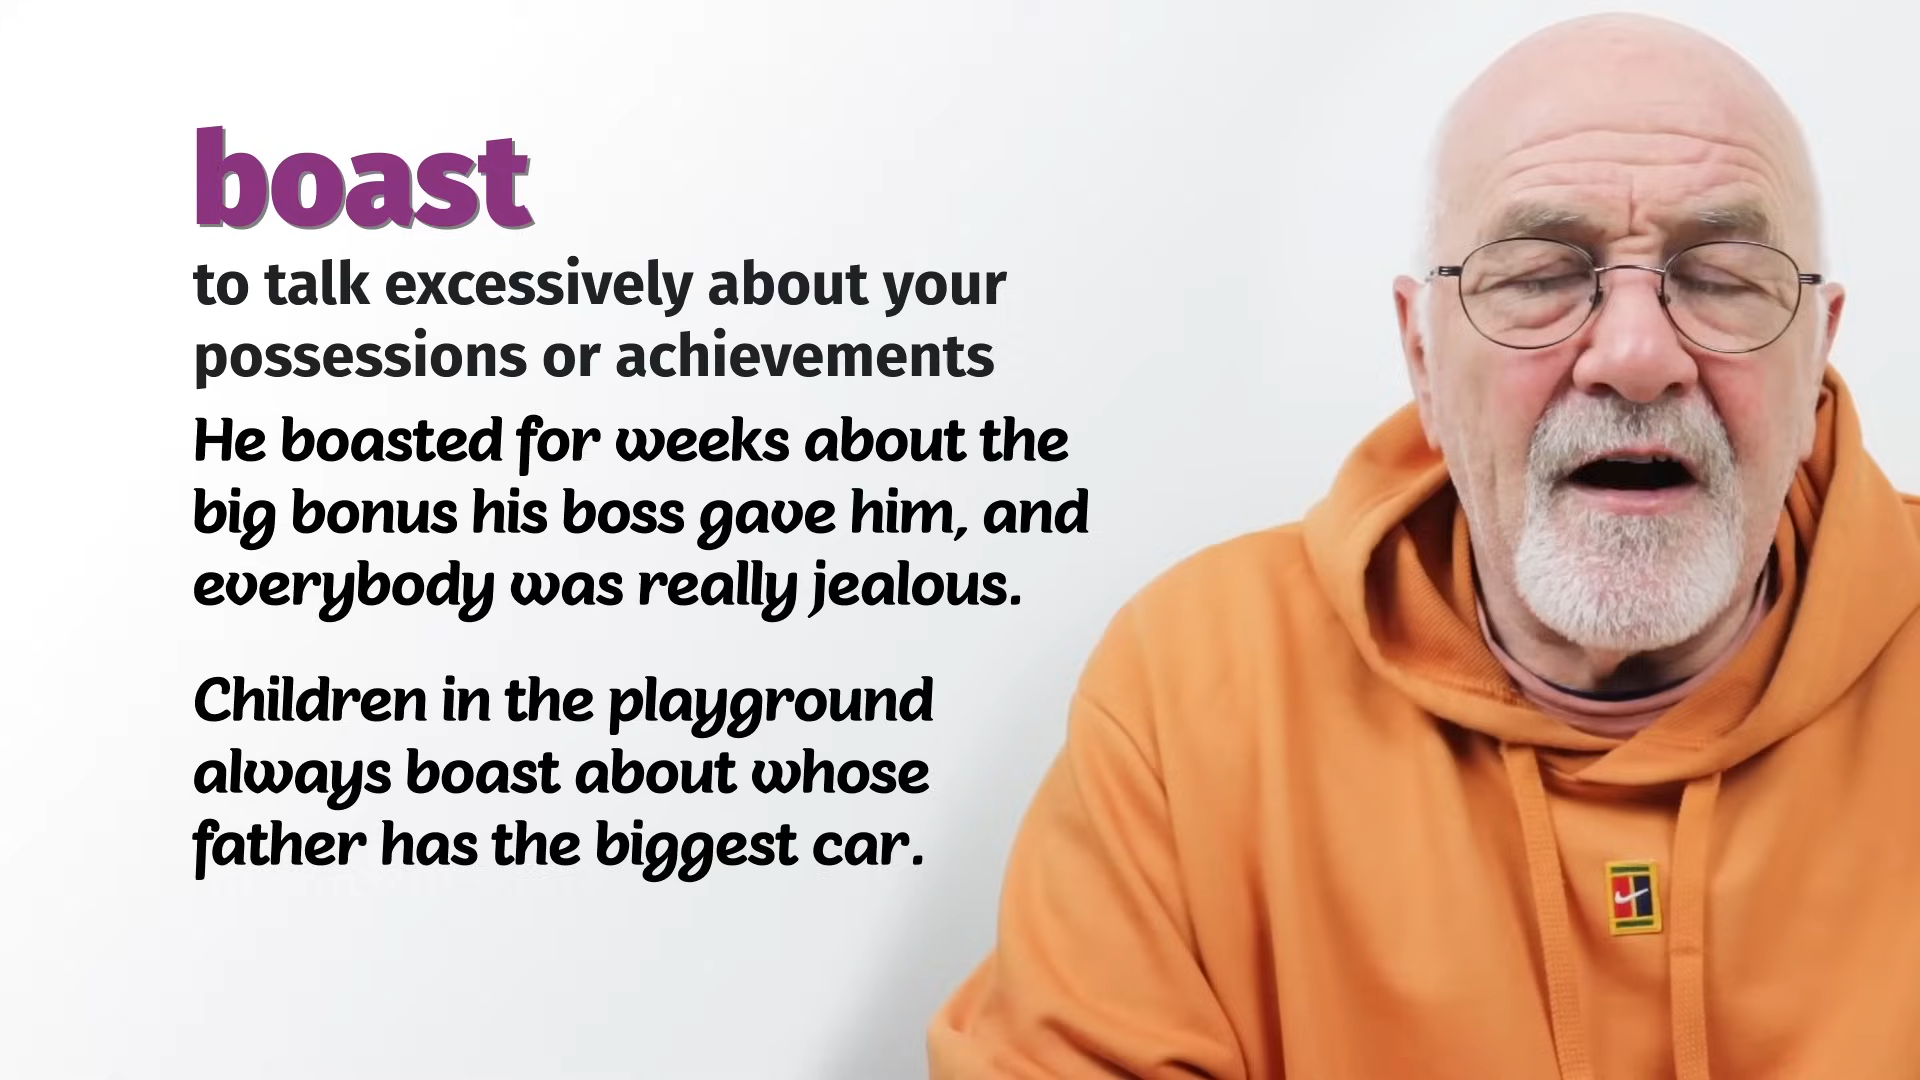 boast
to talk excessively about your
possessions or achievements
He boasted for weeks about the
big bonus his boss gave him, and
everybody was really jealous.
Children in the playground
always boast about whose
father has the biggest car.